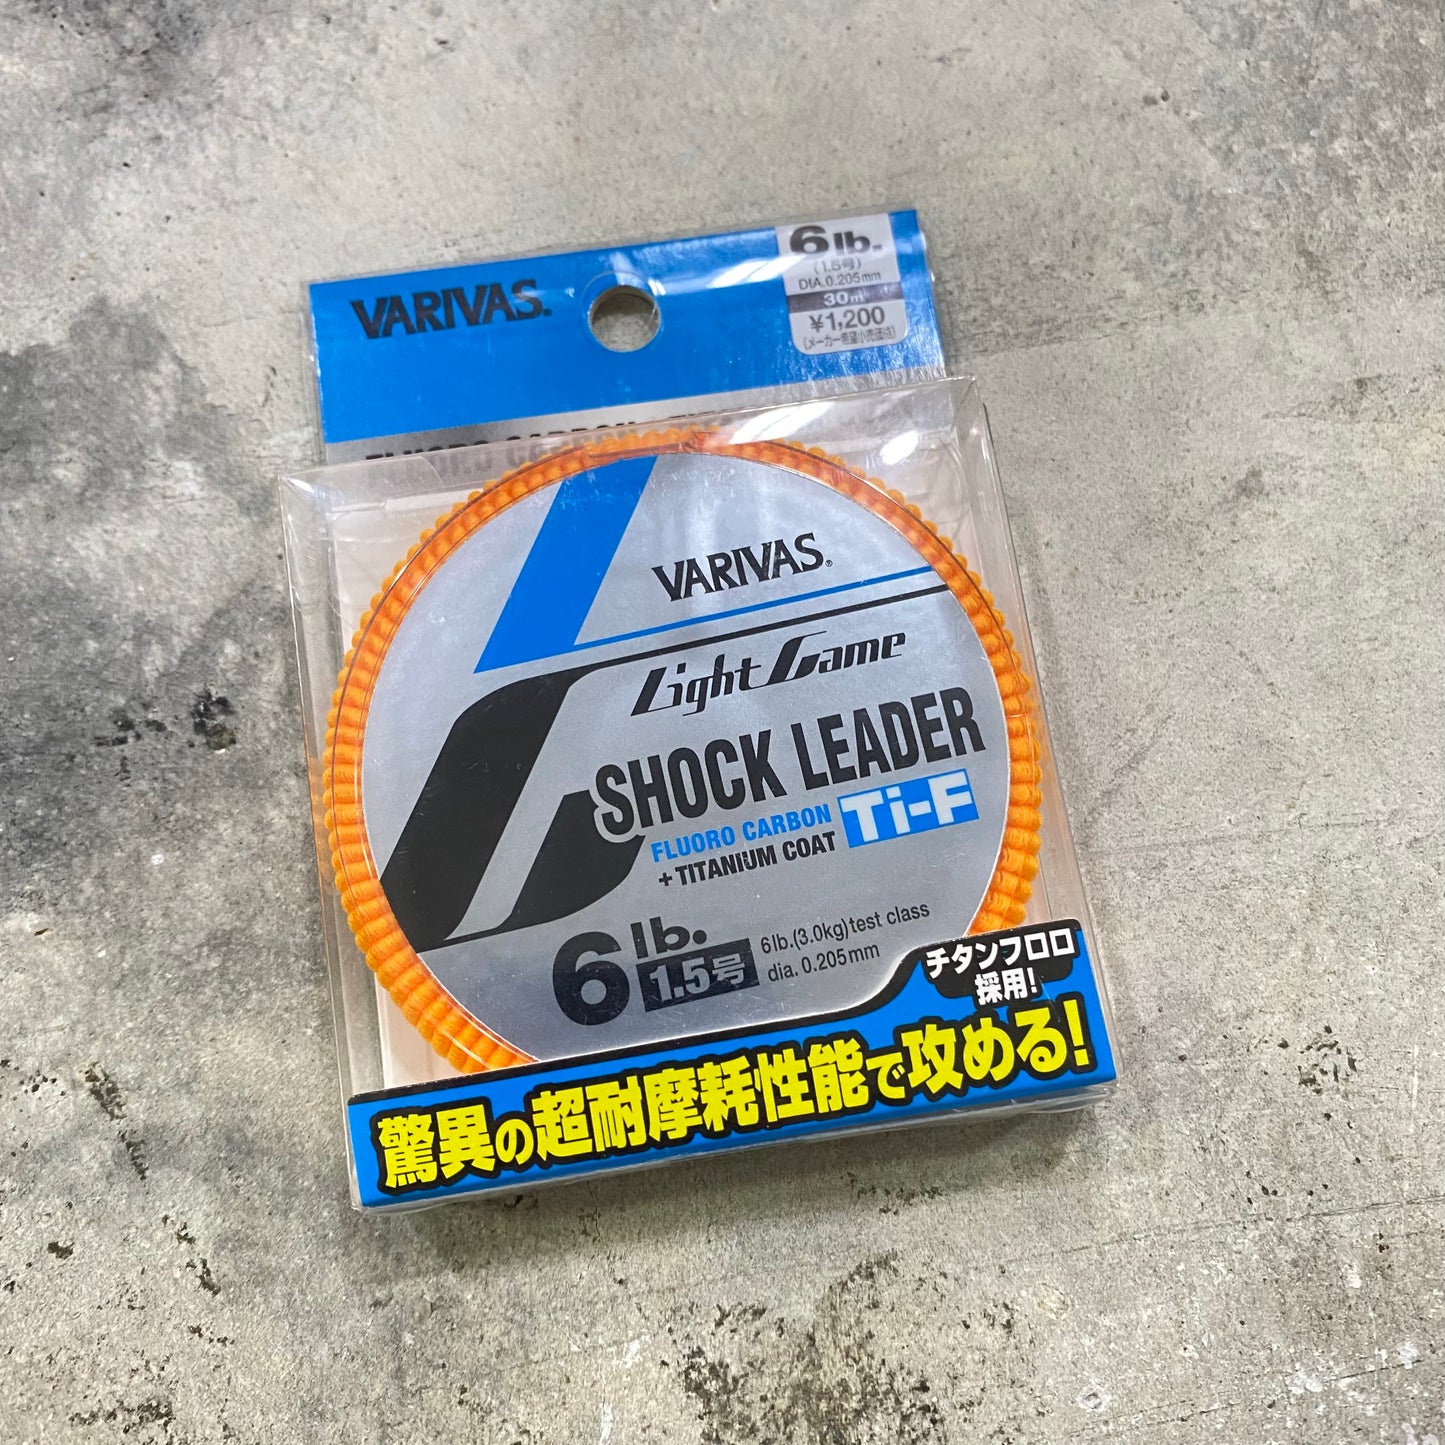 VARIVAS®
6lb.
(1.5号)
DIA.0.205mm
30m
¥1,200
(メーカー希望小売価格)
FLUORO CARBON
VARIVAS®
Light Game
SHOCK LEADER
FLUORO CARBON
+ TITANIUM COAT
Ti-F
6lb.
1.5号
6lb.(3.0kg)test class
dia. 0.205mm
チタンフロロ
採用!
驚異の超耐摩耗性能で攻める!